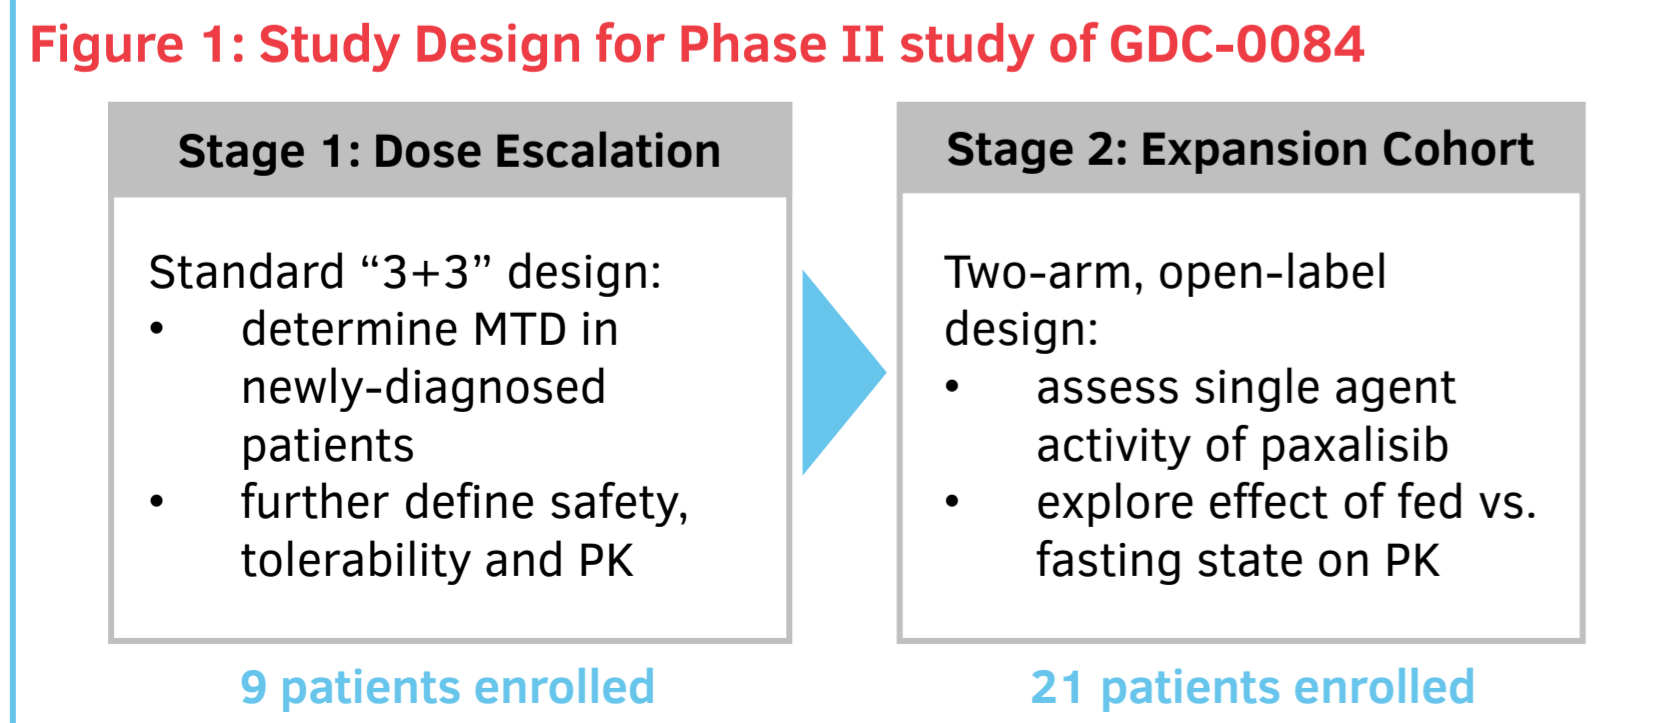 Figure 1: Study Design for Phase II study of GDC-0084
Stage 1: Dose Escalation
Standard “3+3” design:
• determine MTD in
newly-diagnosed
patients
• further define safety,
tolerability and PK
9 patients enrolled
Stage 2: Expansion Cohort
Two-arm, open-label
design:
• assess single agent
activity of paxalisib
• explore effect of fed vs.
fasting state on PK
21 patients enrolled